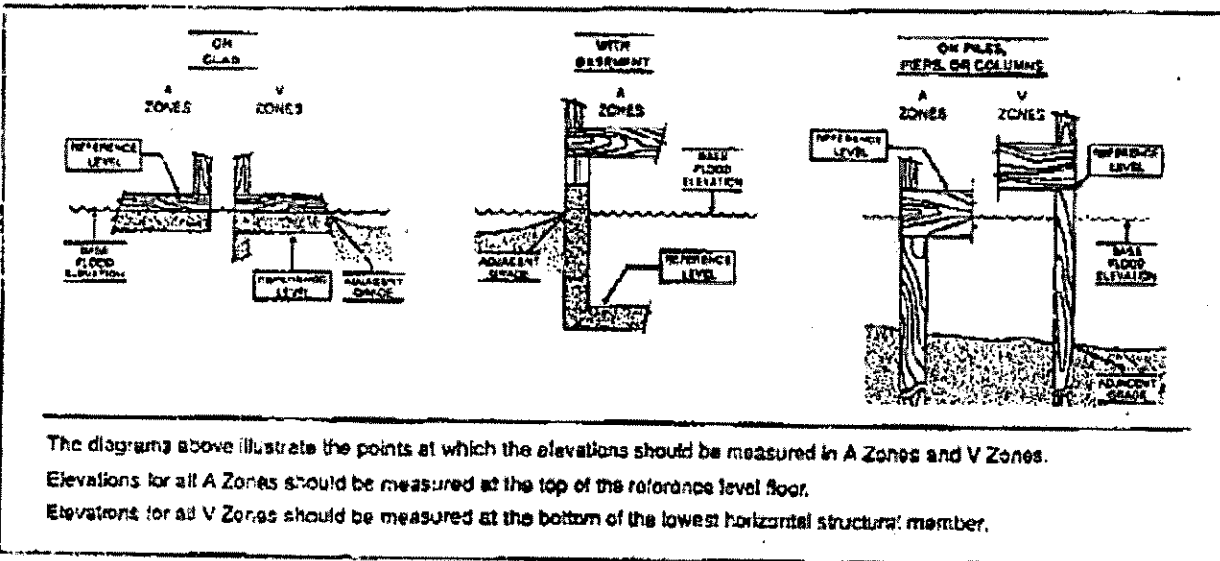 ON
SLAB
A
ZONES
V
ZONES
REFERENCE
LEVEL
BASE
FLOOD
ELEVATION
REFERENCE
LEVEL
ADJACENT
GRADE
WITH
BASEMENT
A
ZONES
BASE
FLOOD
ELEVATION
ADJACENT
GRADE
REFERENCE
LEVEL
ON PILES,
PIERS, OR COLUMNS
A
ZONES
V
ZONES
REFERENCE
LEVEL
REFERENCE
LEVEL
BASE
FLOOD
ELEVATION
ADJACENT
GRADE
The diagrams above illustrate the points at which the elevations should be measured in A Zones and V Zones.
Elevations for all A Zones should be measured at the top of the reference level floor.
Elevations for all V Zones should be measured at the bottom of the lowest horizontal structural member.